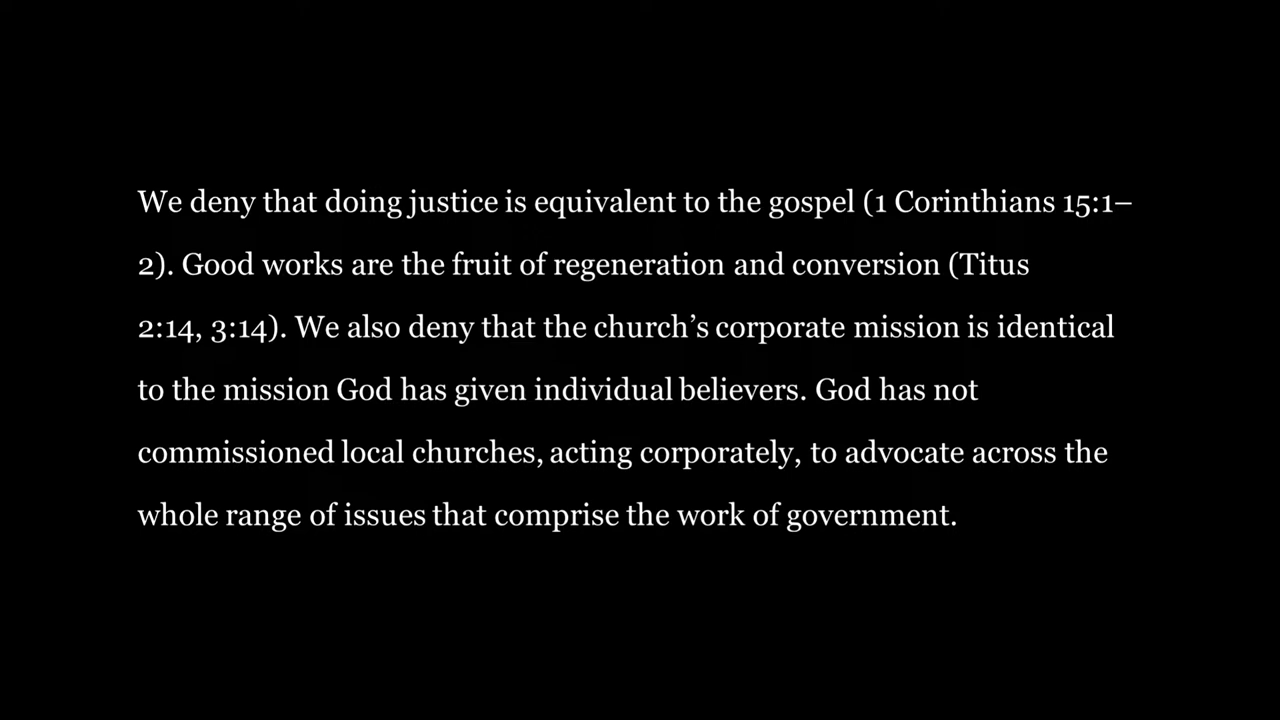 We deny that doing justice is equivalent to the gospel (1 Corinthians 15:1–
2). Good works are the fruit of regeneration and conversion (Titus
2:14, 3:14). We also deny that the church’s corporate mission is identical
to the mission God has given individual believers. God has not
commissioned local churches, acting corporately, to advocate across the
whole range of issues that comprise the work of government.